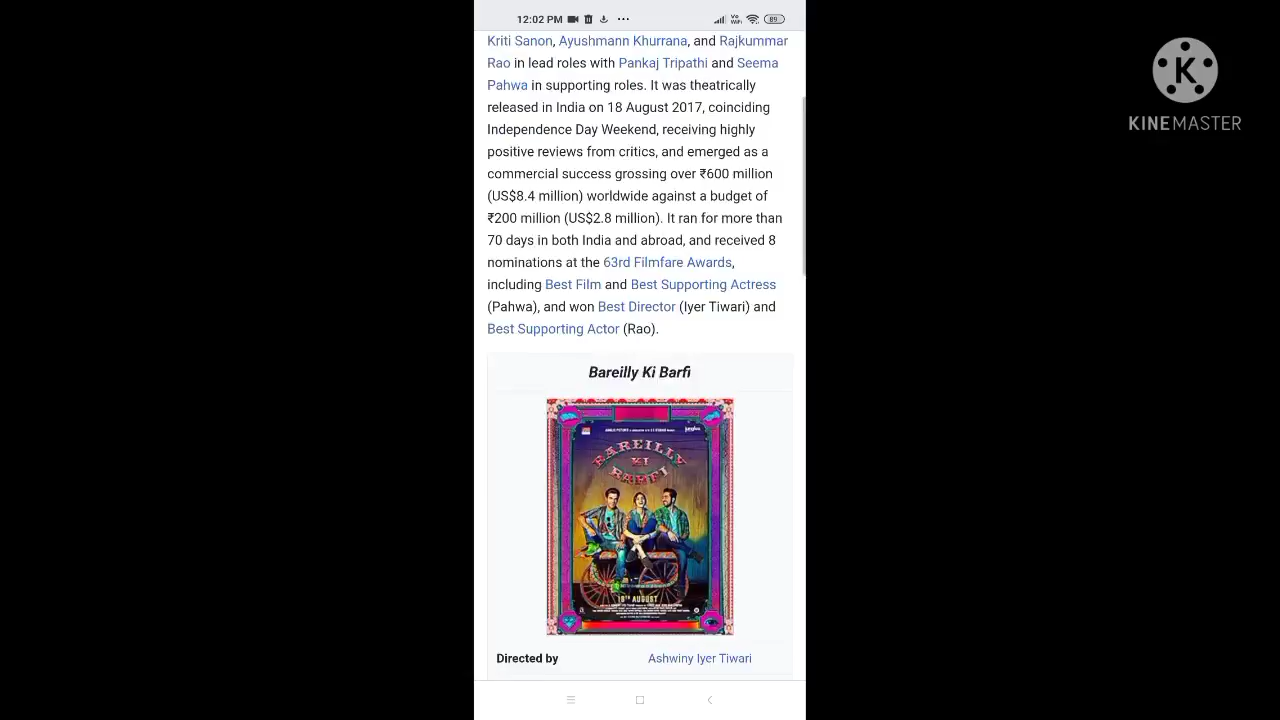 12:02 PM
Vo
WiFi
89
Kriti Sanon, Ayushmann Khurrana, and Rajkummar
Rao in lead roles with Pankaj Tripathi and Seema
Pahwa in supporting roles. It was theatrically
released in India on 18 August 2017, coinciding
Independence Day Weekend, receiving highly
positive reviews from critics, and emerged as a
commercial success grossing over ₹600 million
(US$8.4 million) worldwide against a budget of
₹200 million (US$2.8 million). It ran for more than
70 days in both India and abroad, and received 8
nominations at the 63rd Filmfare Awards,
including Best Film and Best Supporting Actress
(Pahwa), and won Best Director (Iyer Tiwari) and
Best Supporting Actor (Rao).
Bareilly Ki Barfi
junglee
BAREILLY
KI
BARFI
18TH AUGUST
Directed by Ashwiny Iyer Tiwari
K
KINEMASTER